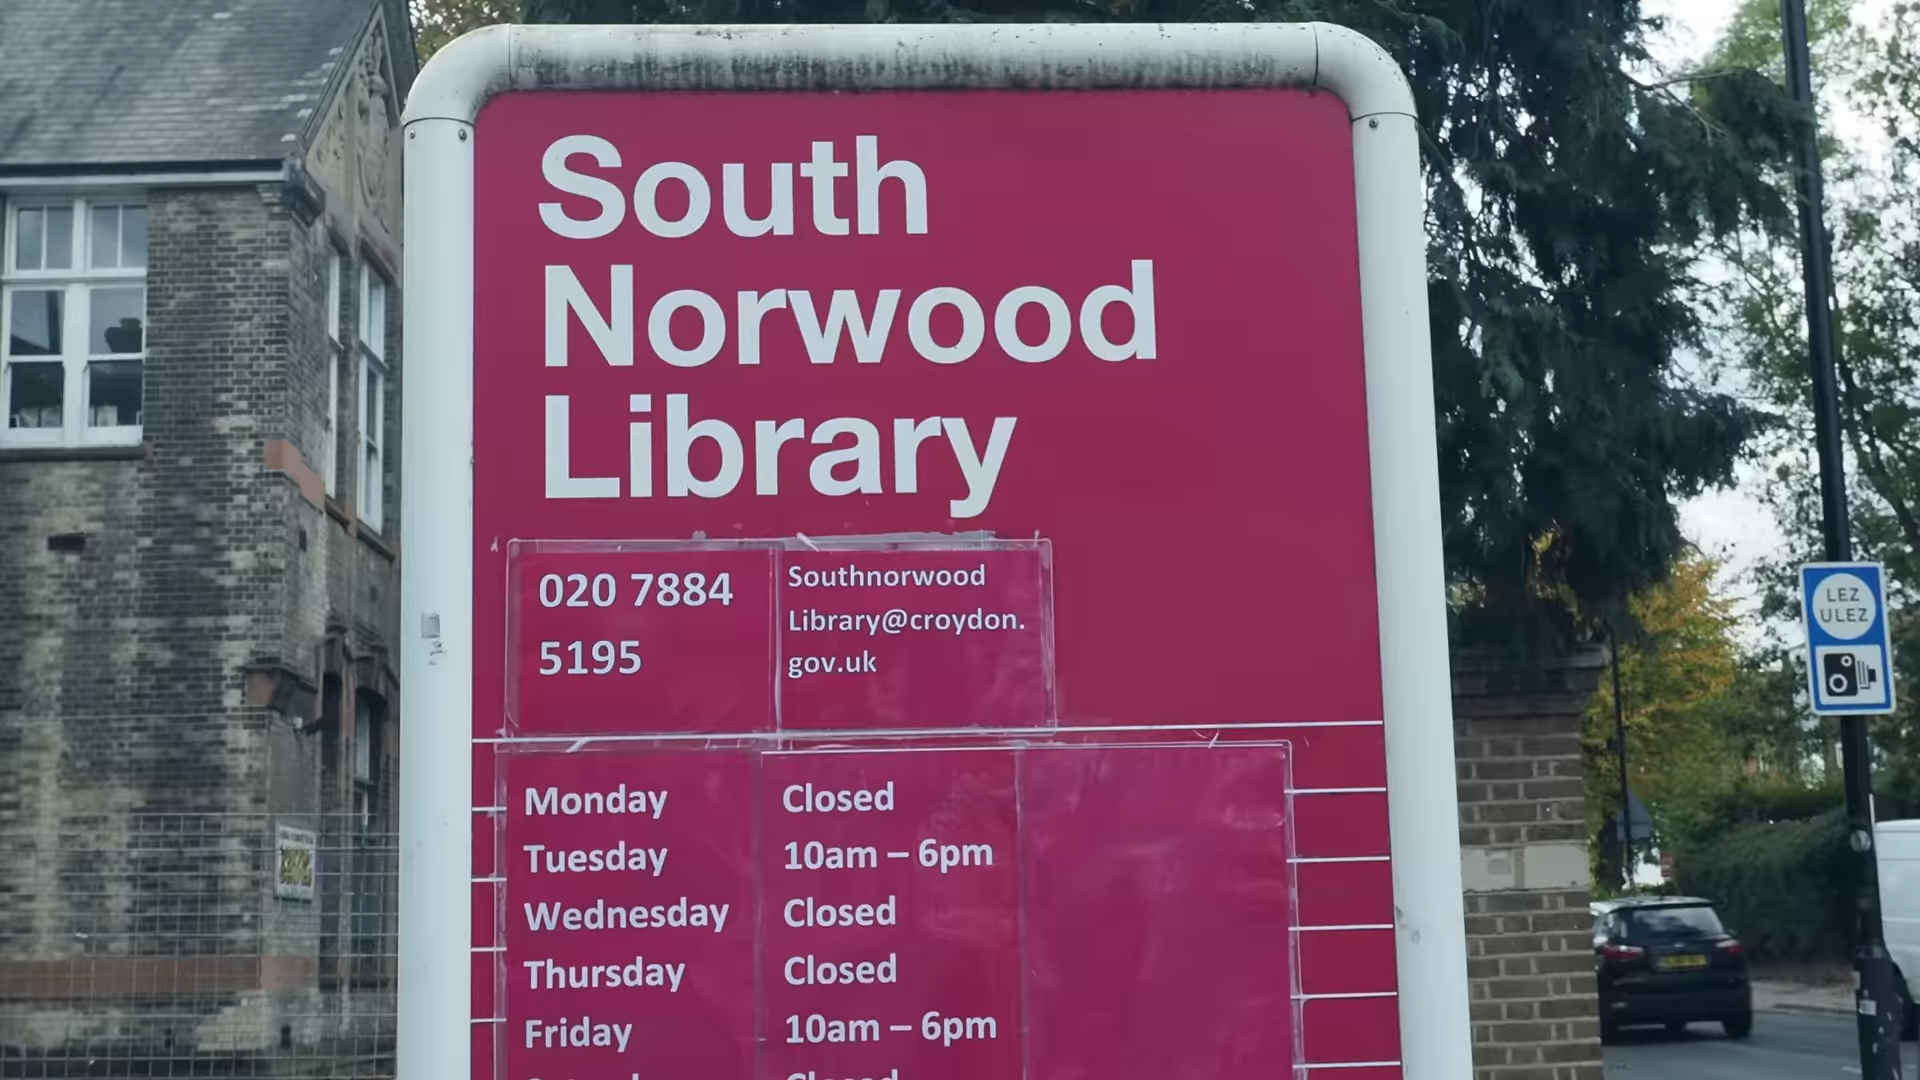 South
Norwood
Library
020 7884
5195
Southnorwood
Library@croydon.
gov.uk
Monday Closed
Tuesday 10am – 6pm
Wednesday Closed
Thursday Closed
Friday 10am – 6pm
LEZ
ULEZ